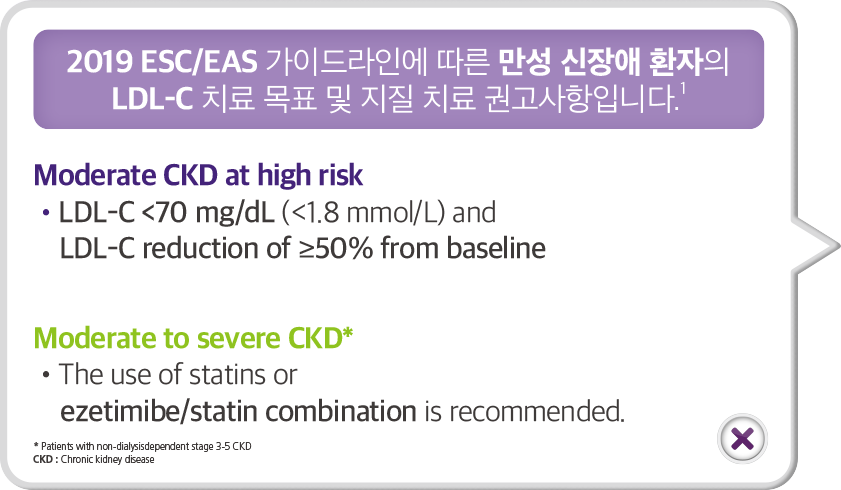 2019 ESC/EAS 가이드라인에 따른 만성 신장애 환자의
LDL-C 치료 목표 및 지질 치료 권고사항입니다.1
Moderate CKD at high risk
• LDL-C <70 mg/dL (<1.8 mmol/L) and
LDL-C reduction of ≥50% from baseline
Moderate to severe CKD*
• The use of statins or
ezetimibe/statin combination is recommended.
* Patients with non-dialysisdependent stage 3-5 CKD
CKD : Chronic kidney disease